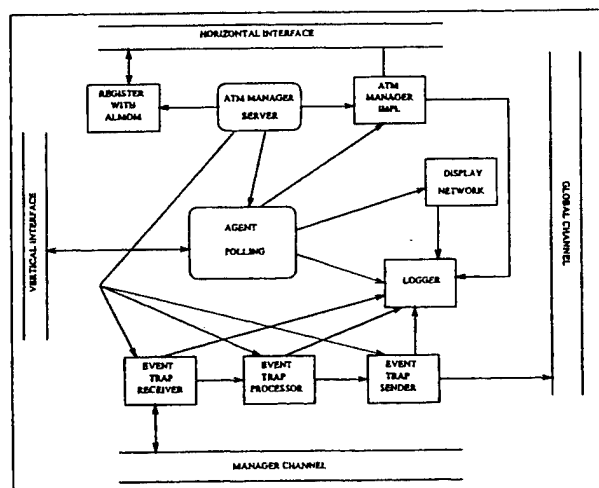 HORIZONTAL INTERFACE
REGISTER
WITH
ALMOM
ATM MANAGER
SERVER
ATM
MANAGER
IMPL
DISPLAY
NETWORK
VERTICAL INTERFACE
AGENT
POLLING
LOGGER
GLOBAL CHANNEL
EVENT
TRAP
RECEIVER
EVENT
TRAP
PROCESSOR
EVENT
TRAP
SENDER
MANAGER CHANNEL